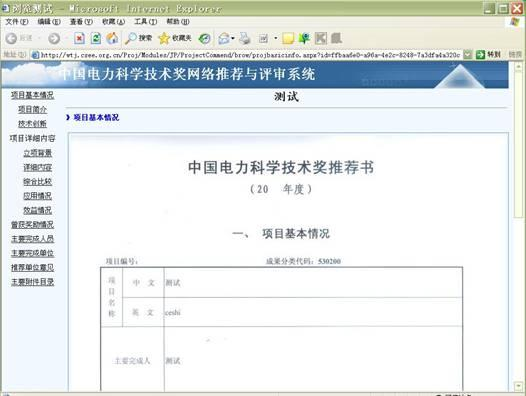 浏览测试 - Microsoft Internet Explorer
文件(F) 编辑(E) 查看(V) 收藏(A) 工具(T) 帮助(H)
后退 搜索 收藏夹
地址(D) http://wtj.csee.org.cn/Proj/Modules/JP/ProjectCommend/brow/projbaricinfo.aspx?id=ffbaa6e0-a96a-4e2c-8248-7a3dfa4a320c 转到 链接
中国电力科学技术奖网络推荐与评审系统
项目基本情况
项目简介
技术创新
项目详细内容
立项背景
详细内容
综合比较
应用情况
效益情况
曾获奖励情况
主要完成人员
主要完成单位
推荐单位意见
主要附件目录
测试
项目基本情况
中国电力科学技术奖推荐书
(20 年度)
一、 项目基本情况
项目编号: 成果分类代码:530200
项目名称
中 文 测试
英 文 ceshi
主要完成人 测试